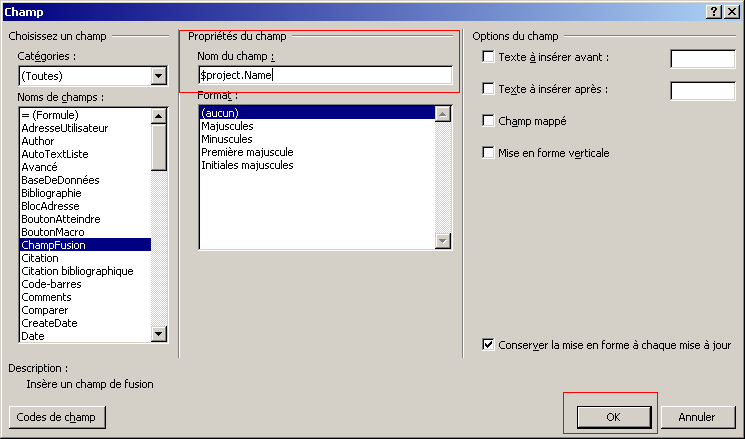 Champ
Choisissez un champ
Catégories :
(Toutes)
Noms de champs :
= (Formule)
AdresseUtilisateur
Author
AutoTextListe
Avancé
BaseDeDonnées
Bibliographie
BlocAdresse
BoutonAtteindre
BoutonMacro
ChampFusion
Citation
Citation bibliographique
Code-barres
Comments
Comparer
CreateDate
Date
Propriétés du champ
Nom du champ :
$project.Name
Format :
(aucun)
Majuscules
Minuscules
Première majuscule
Initiales majuscules
Options du champ
Texte à insérer avant :
Texte à insérer après :
Champ mappé
Mise en forme verticale
Conserver la mise en forme à chaque mise à jour
Description :
Insère un champ de fusion
Codes de champ
OK
Annuler